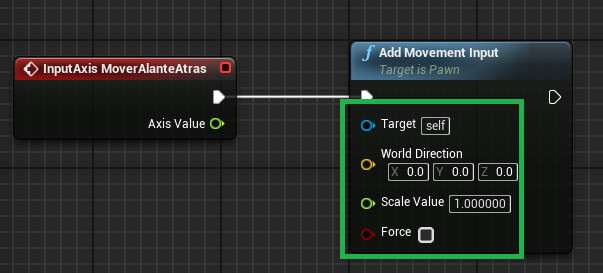 InputAxis MoverAlanteAtras
Axis Value
f Add Movement Input
Target is Pawn
Target self
World Direction
X 0.0 Y 0.0 Z 0.0
Scale Value 1.000000
Force